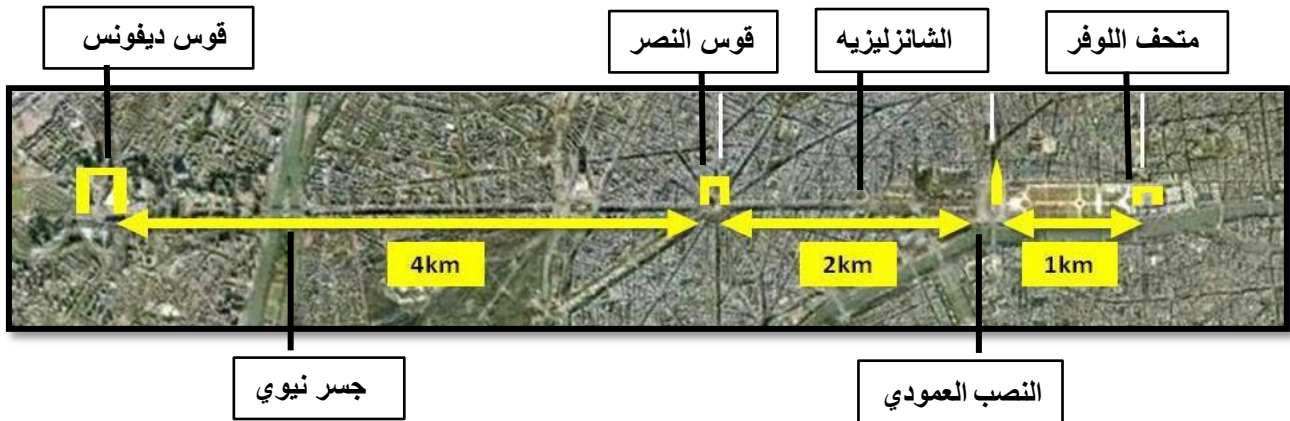 متحف اللوفر
الشانزليزيه
قوس النصر
قوس ديفونس
1km
2km
4km
النصب العمودي
جسر نيوي